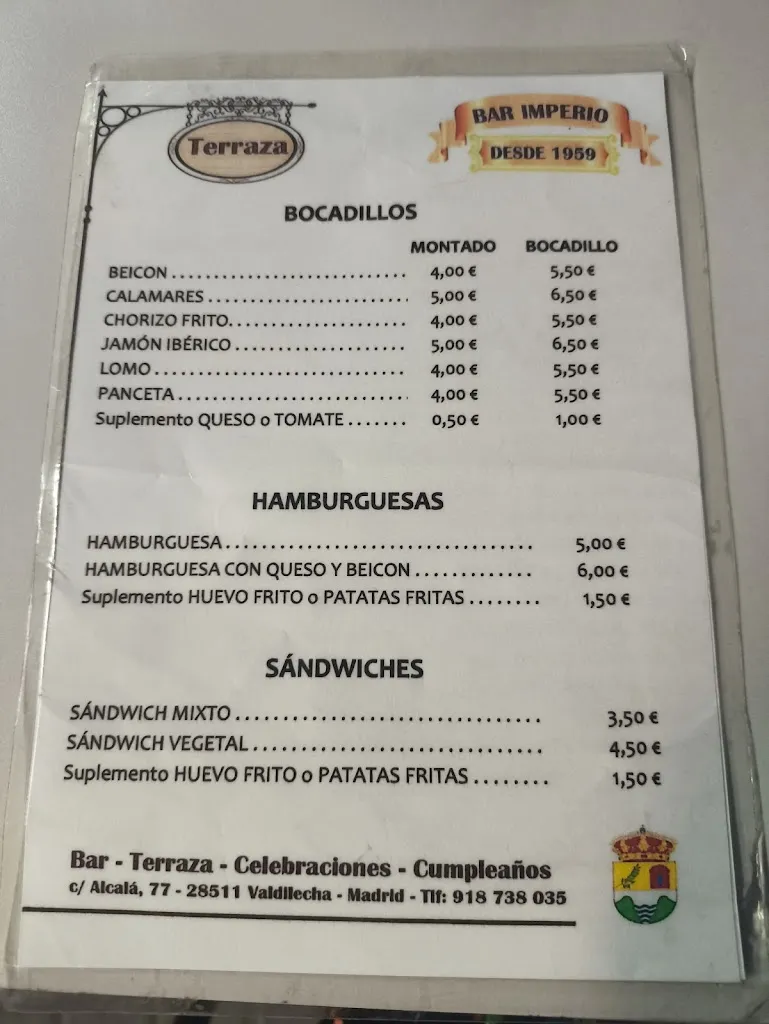 Terraza
BAR IMPERIO
DESDE 1959
BOCADILLOS
MONTADO BOCADILLO
BEICON 4,00 € 5,50 €
CALAMARES 5,00 € 6,50 €
CHORIZO FRITO 4,00 € 5,50 €
JAMÓN IBÉRICO 5,00 € 6,50 €
LOMO 4,00 € 5,50 €
PANCETA 4,00 € 5,50 €
Suplemento QUESO o TOMATE 0,50 € 1,00 €
HAMBURGUESAS
HAMBURGUESA 5,00 €
HAMBURGUESA CON QUESO Y BEICON 6,00 €
Suplemento HUEVO FRITO o PATATAS FRITAS 1,50 €
SÁNDWICHES
SÁNDWICH MIXTO 3,50 €
SÁNDWICH VEGETAL 4,50 €
Suplemento HUEVO FRITO o PATATAS FRITAS 1,50 €
Bar - Terraza - Celebraciones - Cumpleaños
c/ Alcalá, 77 - 28511 Valdilecha - Madrid - Tlf: 918 738 035